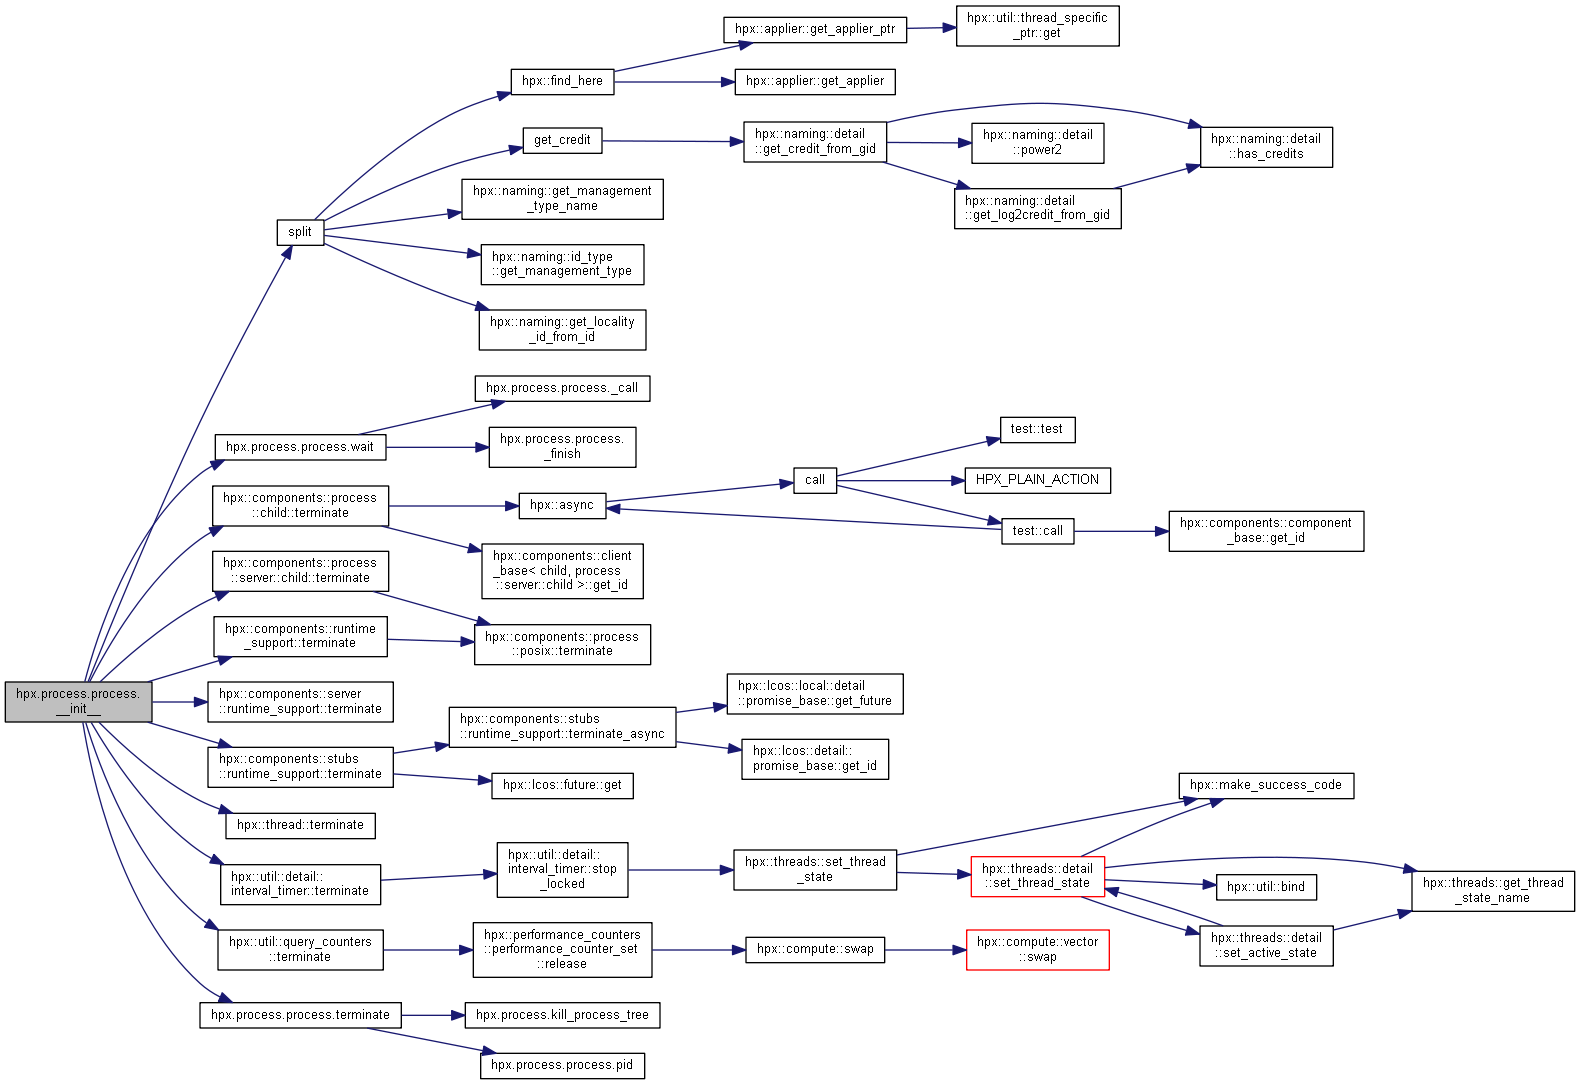 hpx::util::thread_specific
_ptr::get
hpx::applier::get_applier_ptr
hpx::find_here
hpx::applier::get_applier
get_credit
hpx::naming::detail
::get_credit_from_gid
hpx::naming::detail
::power2
hpx::naming::detail
::has_credits
hpx::naming::get_management
_type_name
hpx::naming::detail
::get_log2credit_from_gid
split
hpx::naming::id_type
::get_management_type
hpx::naming::get_locality
_id_from_id
hpx.process.process._call
hpx.process.process.wait
hpx.process.process.
_finish
test::test
hpx::components::process
::child::terminate
hpx::async
call
HPX_PLAIN_ACTION
test::call
hpx::components::component
_base::get_id
hpx::components::client
_base< child, process
::server::child >::get_id
hpx::components::process
::server::child::terminate
hpx::components::runtime
_support::terminate
hpx::components::process
::posix::terminate
hpx.process.process.
__init__
hpx::components::server
::runtime_support::terminate
hpx::lcos::local::detail
::promise_base::get_future
hpx::components::stubs
::runtime_support::terminate_async
hpx::components::stubs
::runtime_support::terminate
hpx::lcos::detail::
promise_base::get_id
hpx::lcos::future::get
hpx::make_success_code
hpx::thread::terminate
hpx::util::detail::
interval_timer::terminate
hpx::util::detail::
interval_timer::stop
_locked
hpx::threads::set_thread
_state
hpx::threads::detail
::set_thread_state
hpx::util::bind
hpx::threads::get_thread
_state_name
hpx::threads::detail
::set_active_state
hpx::util::query_counters
::terminate
hpx::performance_counters
::performance_counter_set
::release
hpx::compute::swap
hpx::compute::vector
::swap
hpx.process.process.terminate
hpx.process.kill_process_tree
hpx.process.process.pid